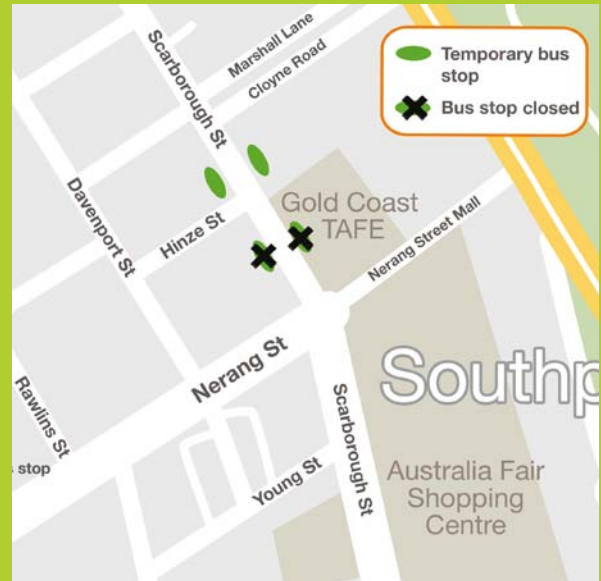 Temporary bus
stop
Bus stop closed
Scarborough St
Marshall Lane
Cloyne Road
Davenport St
Hinze St
Gold Coast
TAFE
Nerang Street Mall
Nerang St
Southp
Rawlins St
Scarborough St
s stop
Young St
Australia Fair
Shopping
Centre